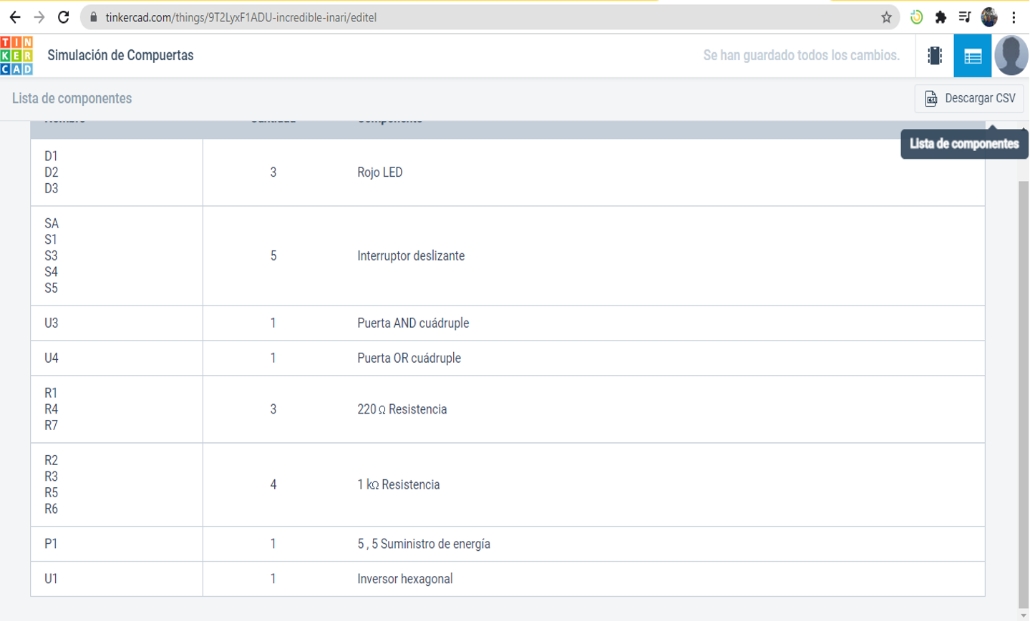 tinkercad.com/things/9T2LyxF1ADU-incredible-inari/editel
TIN
KER
CAD
Simulación de Compuertas
Se han guardado todos los cambios.
Lista de componentes
Descargar CSV
Lista de componentes
D1
D2
D3
3
Rojo LED
SA
S1
S3
S4
S5
5
Interruptor deslizante
U3
1
Puerta AND cuádruple
U4
1
Puerta OR cuádruple
R1
R4
R7
3
220 Ω Resistencia
R2
R3
R5
R6
4
1 kΩ Resistencia
P1
1
5 , 5 Suministro de energía
U1
1
Inversor hexagonal